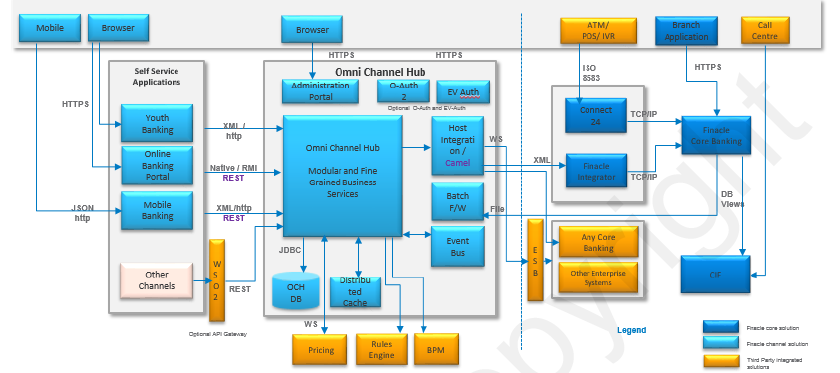 Mobile
Browser
Browser
ATM/
POS/ IVR
Branch
Application
Call
Centre
HTTPS
HTTPS
ISO
8583
HTTPS
Self Service
Applications
Omni Channel Hub
Administration
Portal
O-Auth
2
EV Auth
Optional O-Auth and EV-Auth
HTTPS
Youth
Banking
XML /
http
Omni Channel Hub
Modular and Fine
Grained Business
Services
Host
Integrati
on /
Camel
WS
Connect
24
TCP/IP
Finacle
Core Banking
Online
Banking
Portal
Native / RMI
REST
XML
Finacle
Integrator
TCP/IP
JSON
http
Mobile
Banking
XML/http
REST
Batch
F/W
File
DB
Views
Event
Bus
E
S
B
Any Core
Banking
Other Enterprise
Systems
CIF
Other
Channels
W
S
O
2
REST
JDBC
OCH
DB
Distribu
ted
Cache
Optional API Gateway
WS
Pricing
Rules
Engine
BPM
Legend
Finacle core solution
Finacle channel solution
Third Party integrated
solutions